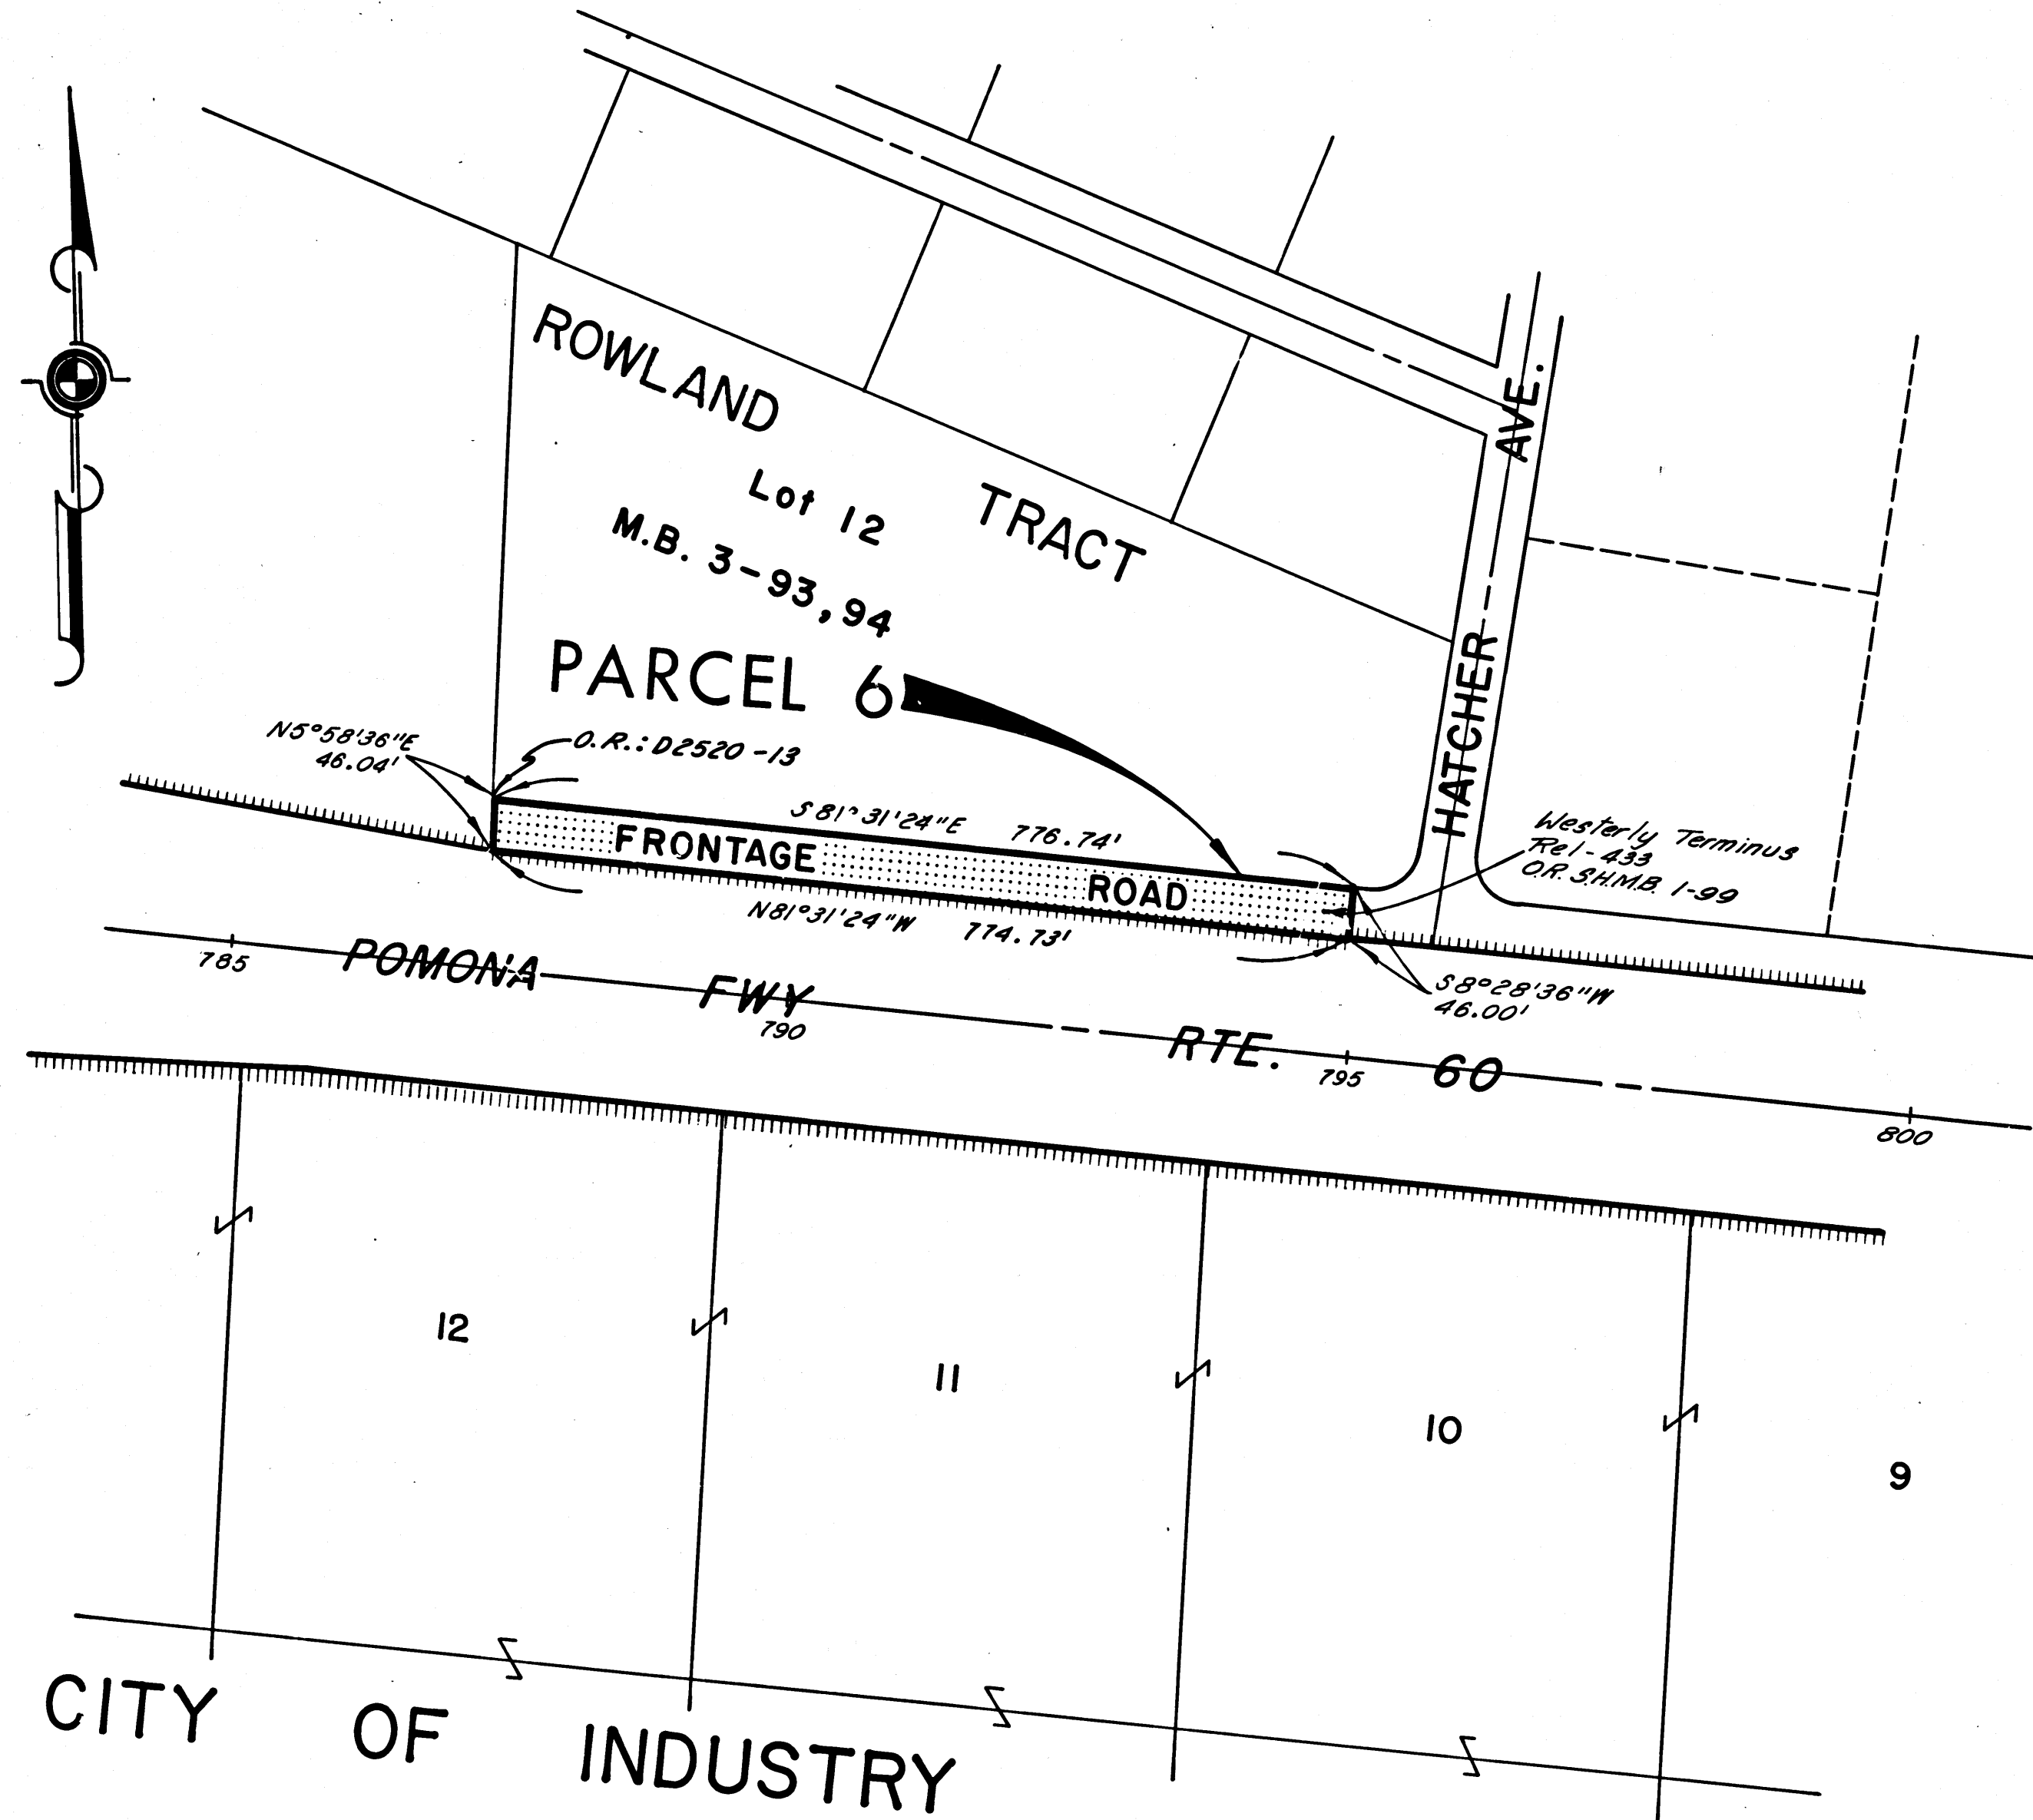 ROWLAND TRACT
Lot 12
M.B. 3-93,94
PARCEL 6
HATCHER AVE.
N5°58'36"E
46.04'
O.R.: D2520-13
S81°31'24"E 776.74'
FRONTAGE ROAD
N81°31'24"W 774.73'
Westerly Terminus
Rel-433
O.R. S.H.M.B. 1-99
S8°28'36"W
46.00'
POMONA FWY RTE. 60
785
790
795
800
12
11
10
9
CITY OF INDUSTRY